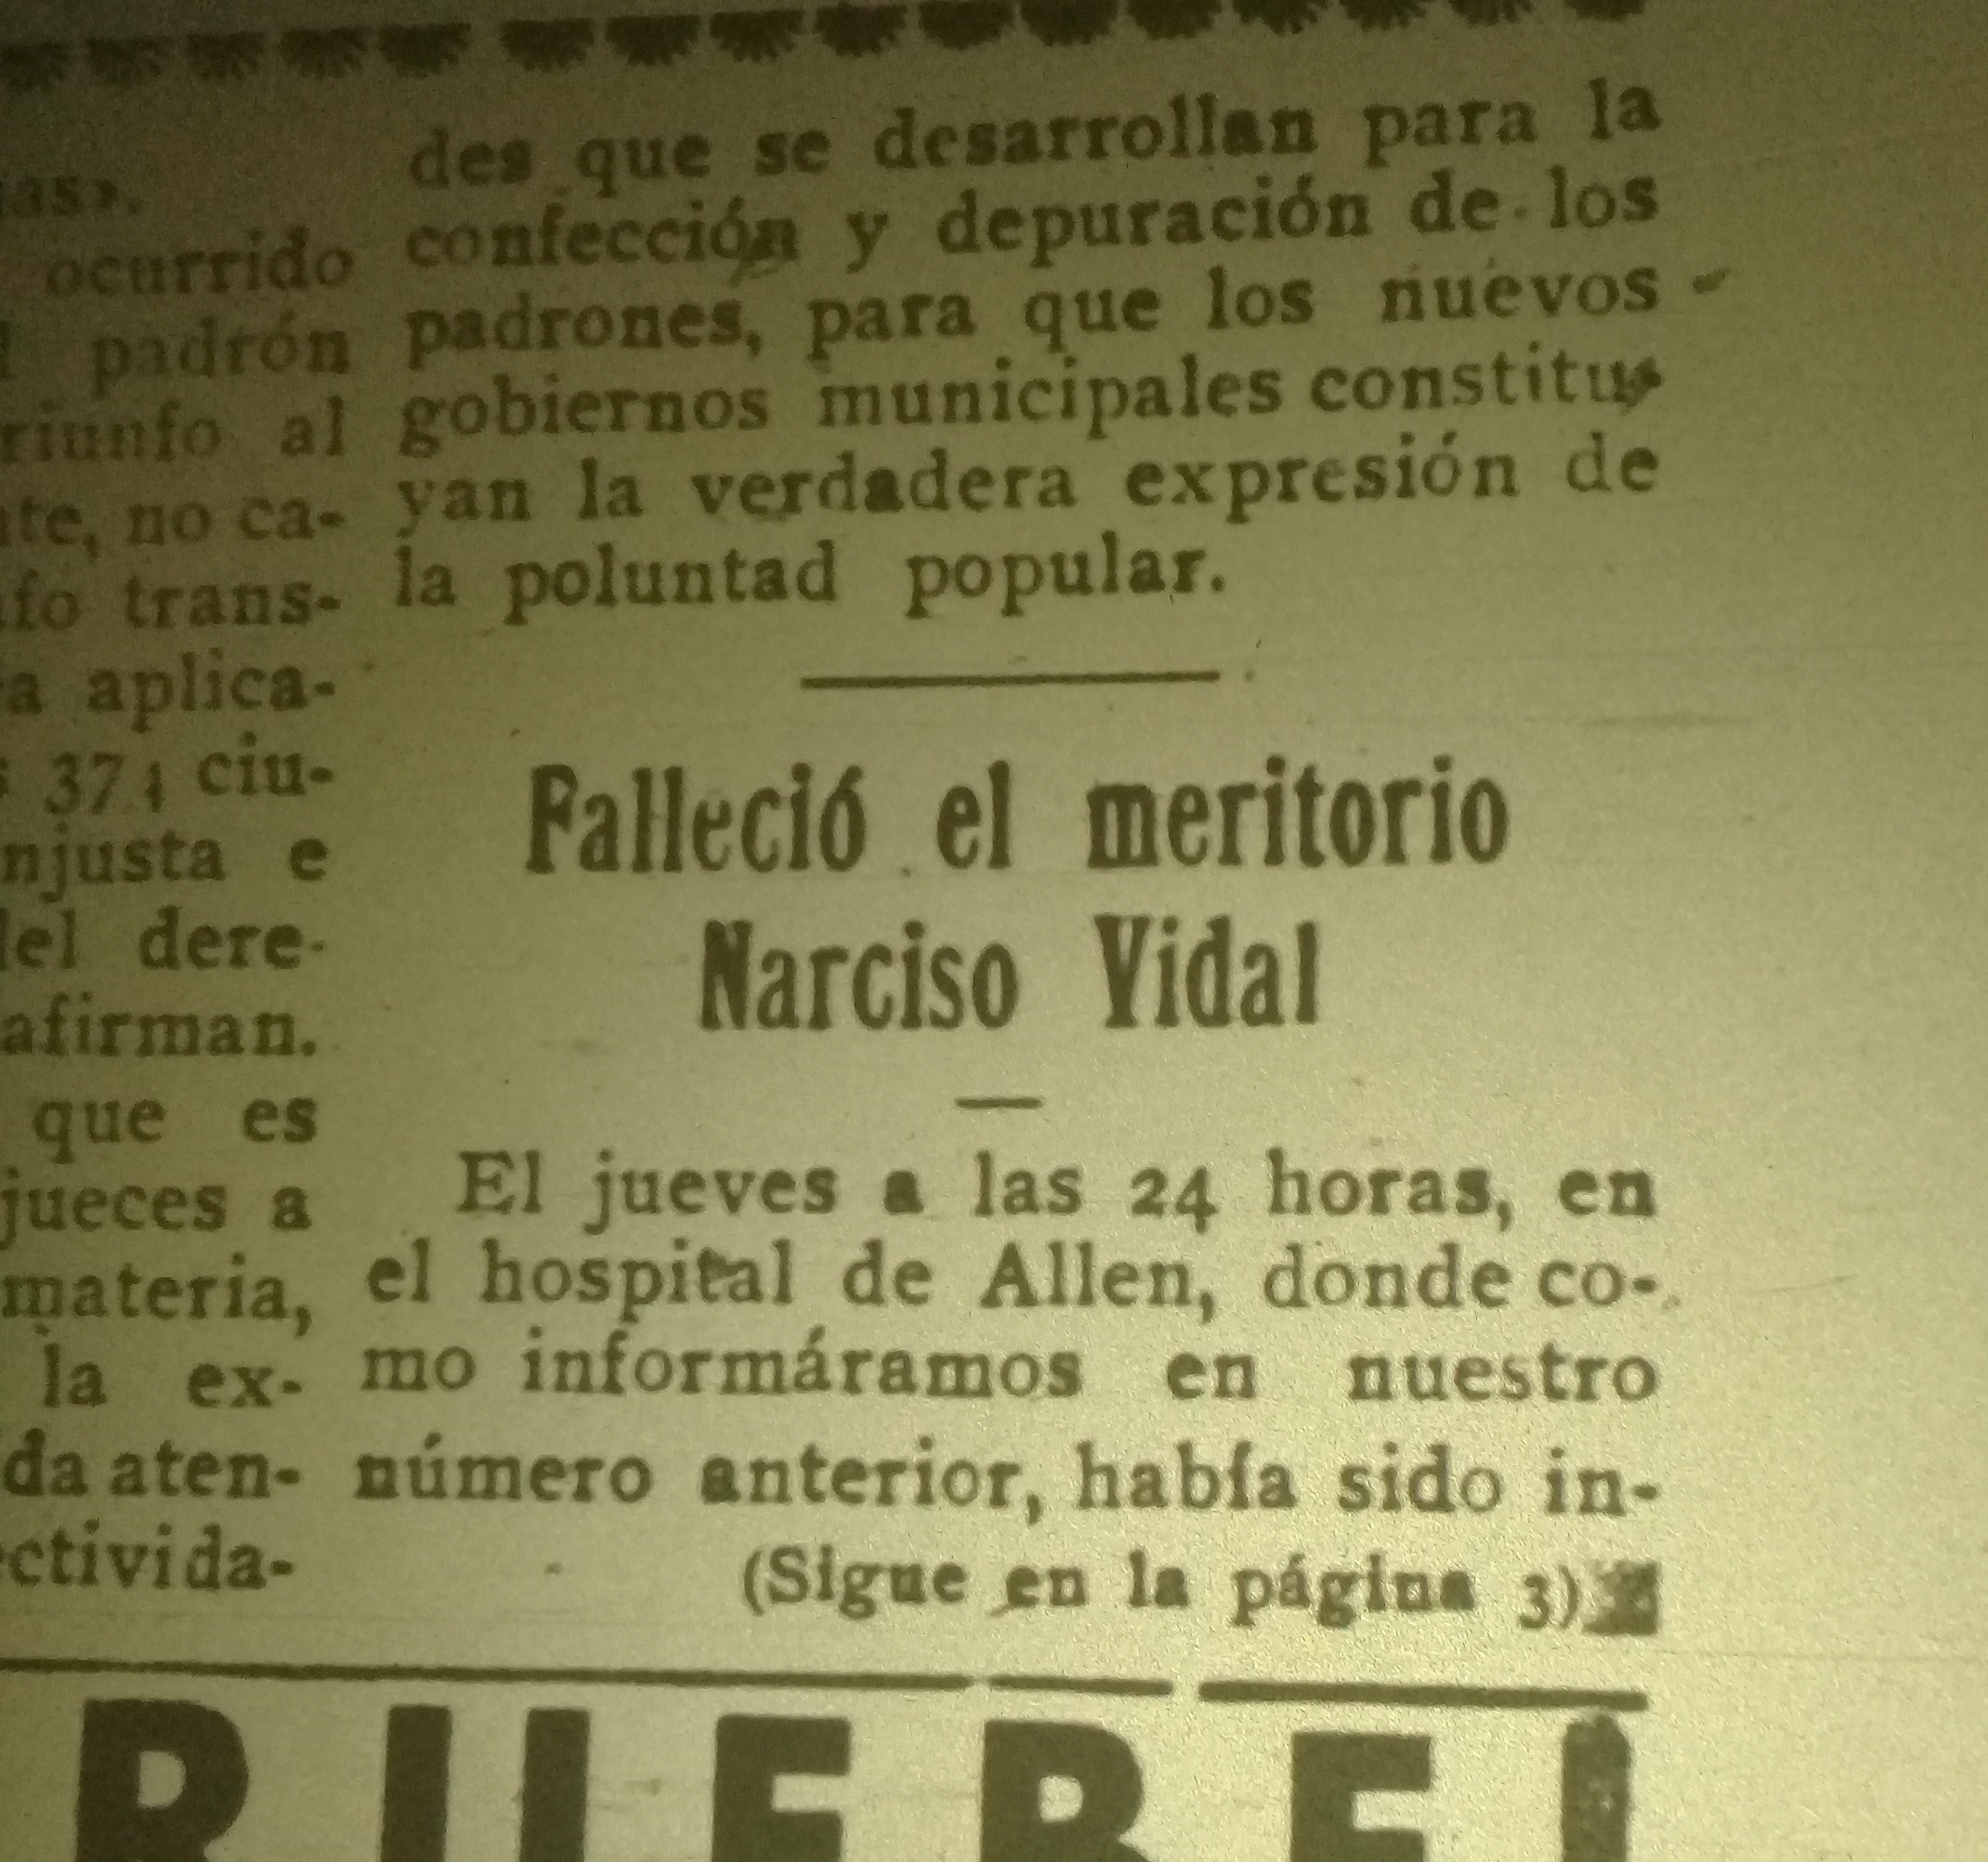 ias».
ocurrido
l padrón
riunfo al
te, no ca-
fo trans-
a aplica-
37 ciu-
njusta e
del dere-
afirman.
que es
jueces a
materia,
la ex-
da aten-
ctivida-
des que se desarrollan para la
confección y depuración de los
padrones, para que los nuevos
gobiernos municipales constitu-
yan la verdadera expresión de
la poluntad popular.
Falleció el meritorio
Narciso Vidal
El jueves a las 24 horas, en
el hospital de Allen, donde co-
mo informáramos en nuestro
número anterior, había sido in-
(Sigue en la página 3)